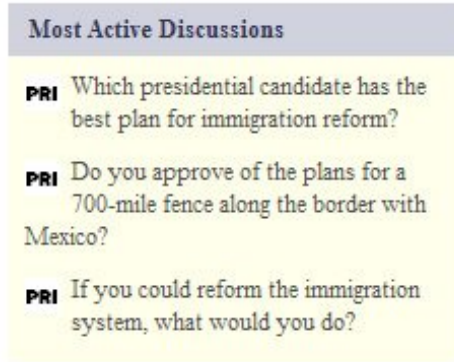 Most Active Discussions
PRI Which presidential candidate has the
best plan for immigration reform?
PRI Do you approve of the plans for a
700-mile fence along the border with
Mexico?
PRI If you could reform the immigration
system, what would you do?